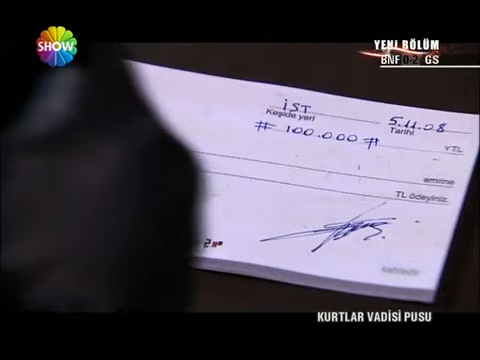 SHOW
YENİ BÖLÜM
BNF 0-2 GS
İST
Keşide yeri
5.11.08
Tarihi
# 100.000 #
YTL
emrine
TL ödeyiniz.
KURTLAR VADİSİ PUSU